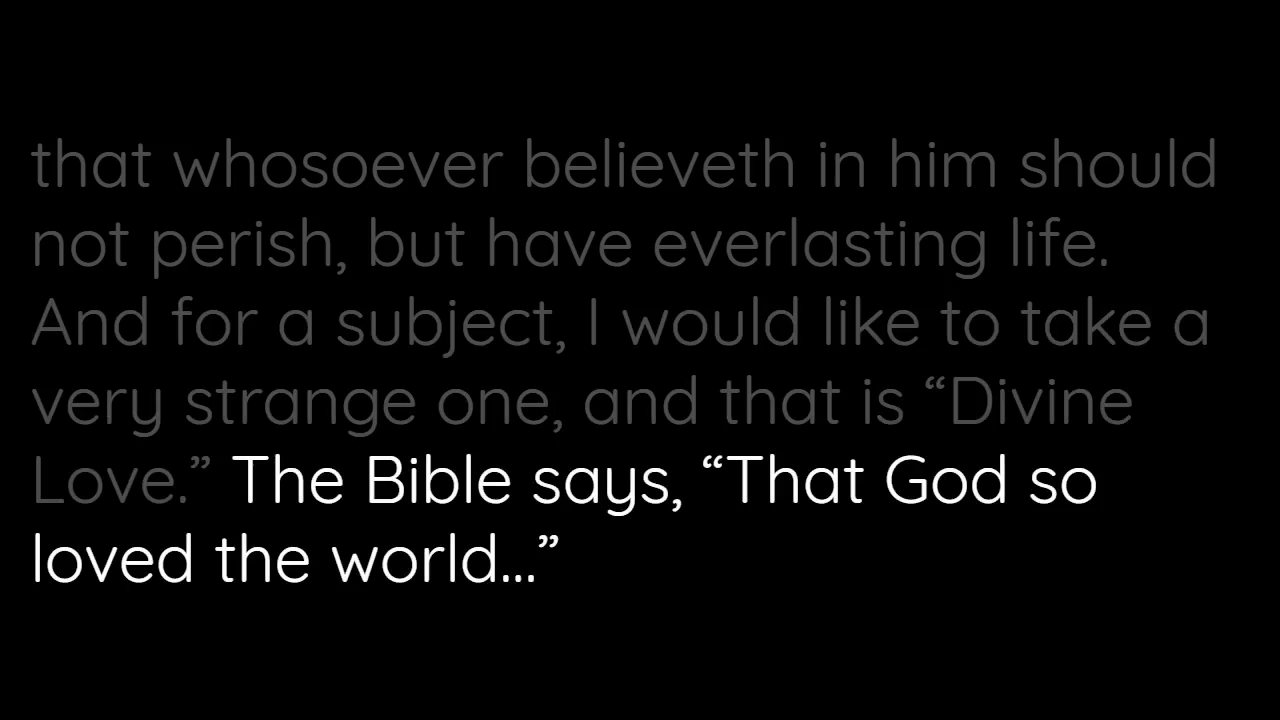 that whosoever believeth in him should
not perish, but have everlasting life.
And for a subject, I would like to take a
very strange one, and that is “Divine
Love.” The Bible says, “That God so
loved the world...”